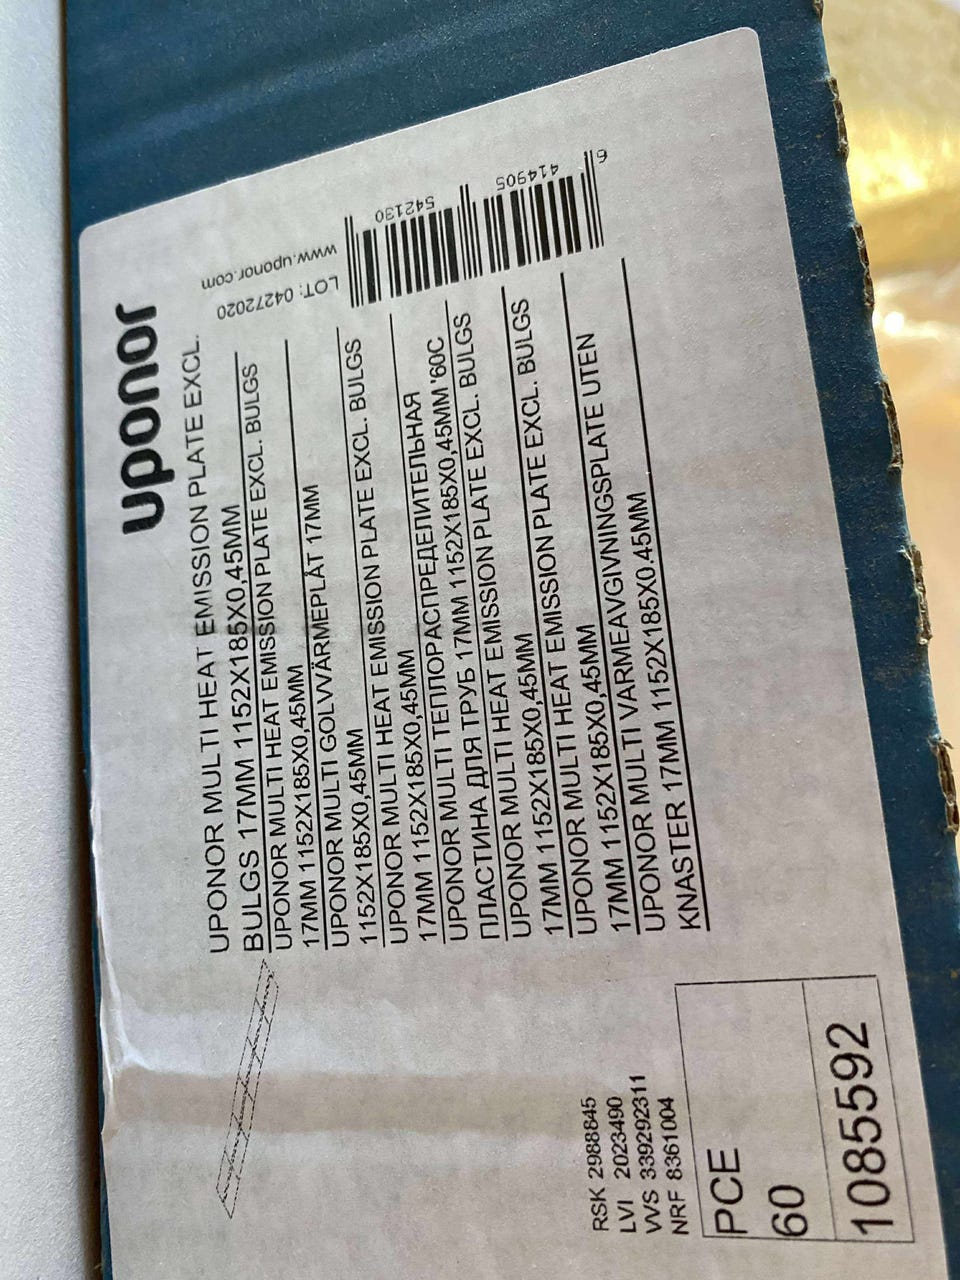 uponor
UPONOR MULTI HEAT EMISSION PLATE EXCL.
BULGS 17MM 1152X185X0,45MM
UPONOR MULTI HEAT EMISSION PLATE EXCL. BULGS
17MM 1152X185X0,45MM
UPONOR MULTI GOLVVÄRMEPLÅT 17MM
1152X185X0,45MM
UPONOR MULTI HEAT EMISSION PLATE EXCL. BULGS
17MM 1152X185X0,45MM
UPONOR MULTI ТЕПЛОРАСПРЕДЕЛИТЕЛЬНАЯ
ПЛАСТИНА ДЛЯ ТРУБ 17MM 1152X185X0,45MM '60C
UPONOR MULTI HEAT EMISSION PLATE EXCL. BULGS
17MM 1152X185X0,45MM
UPONOR MULTI HEAT EMISSION PLATE EXCL. BULGS
17MM 1152X185X0,45MM
UPONOR MULTI VARMEAVGIVNINGSPLATE UTEN
KNASTER 17MM 1152X185X0.45MM
www.uponor.com
LOT: 04272020
6 414905 542130
RSK 2988845
LVI 2023490
VVS 339292311
NRF 8361004
PCE
60
1085592